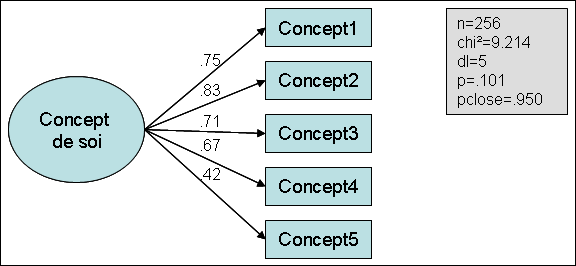 Concept
de soi
.75
.83
.71
.67
.42
Concept1
Concept2
Concept3
Concept4
Concept5
n=256
chi²=9.214
dl=5
p=.101
pclose=.950